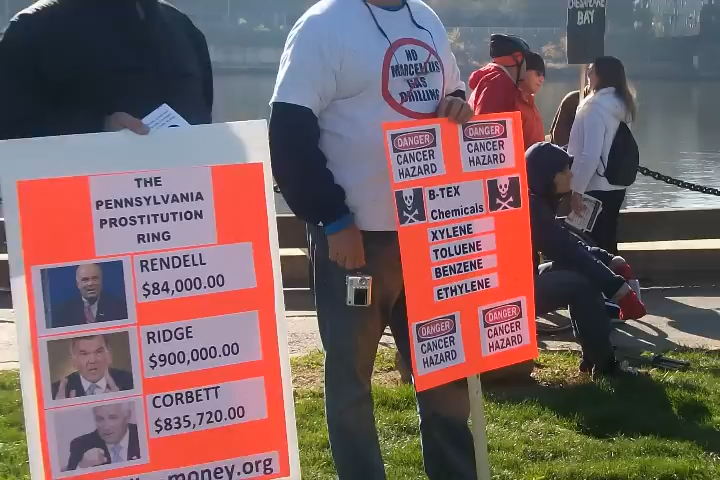 THE
PENNSYLVANIA
PROSTITUTION
RING
RENDELL
$84,000.00
RIDGE
$900,000.00
CORBETT
$835,720.00
money.org
NO
MARCELLUS
GAS
DRILLING
DANGER
CANCER
HAZARD
DANGER
CANCER
HAZARD
B-TEX
Chemicals
XYLENE
TOLUENE
BENZENE
ETHYLENE
DANGER
CANCER
HAZARD
DANGER
CANCER
HAZARD
BAY